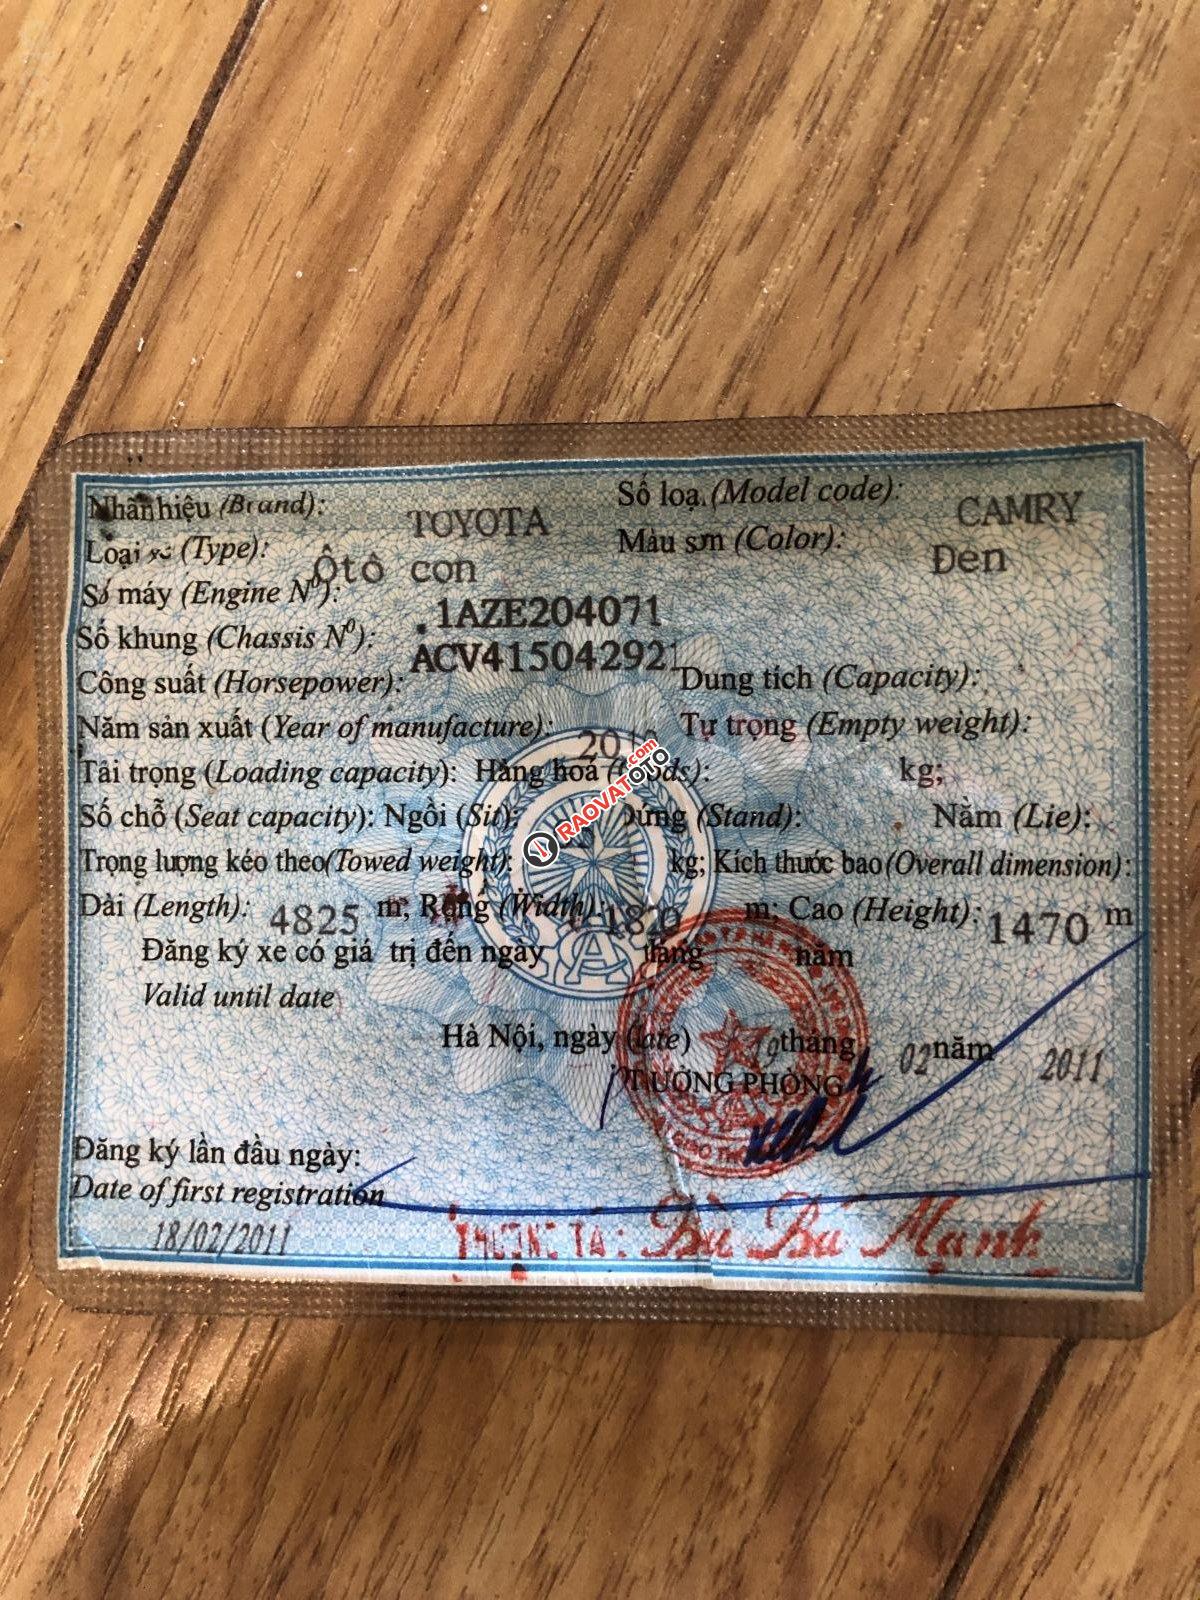 Nhãn hiệu (Brand): TOYOTA Số loạ. (Model code): CAMRY
Loại xe (Type): Ôtô con Màu sơn (Color): Đen
Số máy (Engine Nº): 1AZE204071
Số khung (Chassis Nº): ACV415042921
Công suất (Horsepower): Dung tích (Capacity):
Năm sản xuất (Year of manufacture): Tự trọng (Empty weight):
Tải trọng (Loading capacity): Hàng hoá kg;
Số chỗ (Seat capacity): Ngồi (Sit): (Stand): Nằm (Lie):
RAOVATOTO.com
Trọng lượng kéo theo(Towed weight): kg; Kích thước bao(Overall dimension):
Dài (Length): 4825 m; Rộng (Width): 1820 m; Cao (Height): 1470 m
Đăng ký xe có giá trị đến ngày tháng năm
Valid until date
Hà Nội, ngày (date) tháng 02 năm 2011
TRƯỞNG PHÒNG
Đăng ký lần đầu ngày:
Date of first registration
18/02/2011
THƯỢNG TÁ: